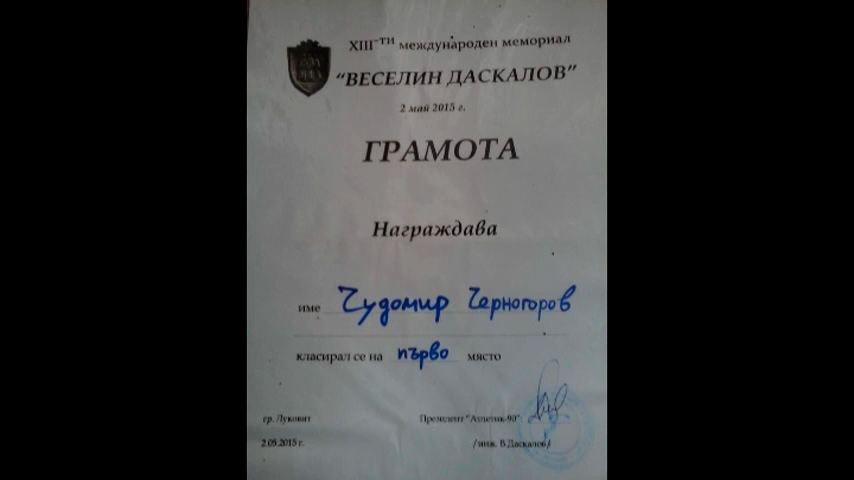 XIII-ТИ международен мемориал
"ВЕСЕЛИН ДАСКАЛОВ"
2 май 2015 г.
ГРАМОТА
Награждава
име Чудомир Черногоров
класирал се на първо място
гр. Луковит Президент "Атлетик-90":
2.05.2015 г. /инж. В.Даскалов/